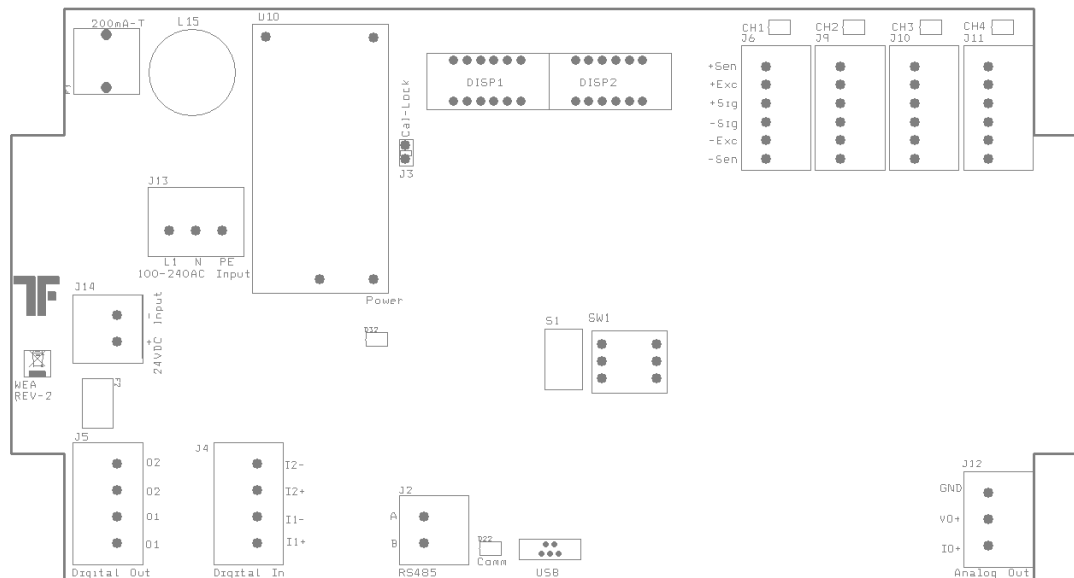 200mA-T
L15
U10
F1
Cal-Lock
J3
DISP1
DISP2
CH1
CH2
CH3
CH4
J6
J9
J10
J11
+Sen
+Exc
+Sig
-Sig
-Exc
-Sen
J13
L1 N PE
100-240AC Input
Power
TF
J14
-
+
24VDC Input
S1
SW1
WEA
REV-2
J5
O2
O2
O1
O1
Digital Out
J4
I2-
I2+
I1-
I1+
Digital In
J2
A
B
RS485
Comm
USB
J12
GND
VO+
IO+
Analog Out